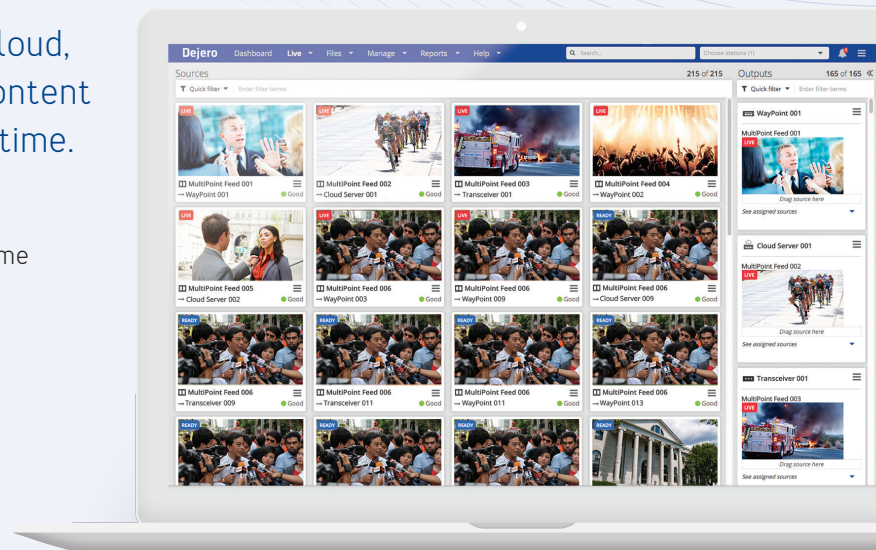 loud,
ontent
time.
me
Dejero Dashboard Live Files Manage Reports Help Search... Choose stations (1)
Sources 215 of 215
Quick filter Enter filter terms
LIVE
MultiPoint Feed 001
→ WayPoint 001 Good
LIVE
MultiPoint Feed 002
→ Cloud Server 001 Good
LIVE
MultiPoint Feed 003
→ Transceiver 001 Good
LIVE
MultiPoint Feed 004
→ WayPoint 002 Good
LIVE
MultiPoint Feed 005
→ Cloud Server 002 Good
LIVE
MultiPoint Feed 006
→ WayPoint 003 Good
LIVE
MultiPoint Feed 006
→ WayPoint 009 Good
READY
MultiPoint Feed 006
→ Cloud Server 009 Good
READY
MultiPoint Feed 006
→ Transceiver 009 Good
READY
MultiPoint Feed 006
→ Transceiver 011 Good
READY
MultiPoint Feed 006
→ WayPoint 011 Good
READY
MultiPoint Feed 006
→ WayPoint 013 Good
READY
READY
READY
READY
Outputs 165 of 165 «
Quick filter Enter filter terms
WayPoint 001
MultiPoint Feed 001
LIVE
Drag source here
See assigned sources
Cloud Server 001
MultiPoint Feed 002
LIVE
Drag source here
See assigned sources
Transceiver 001
MultiPoint Feed 003
LIVE
Drag source here
See assigned sources